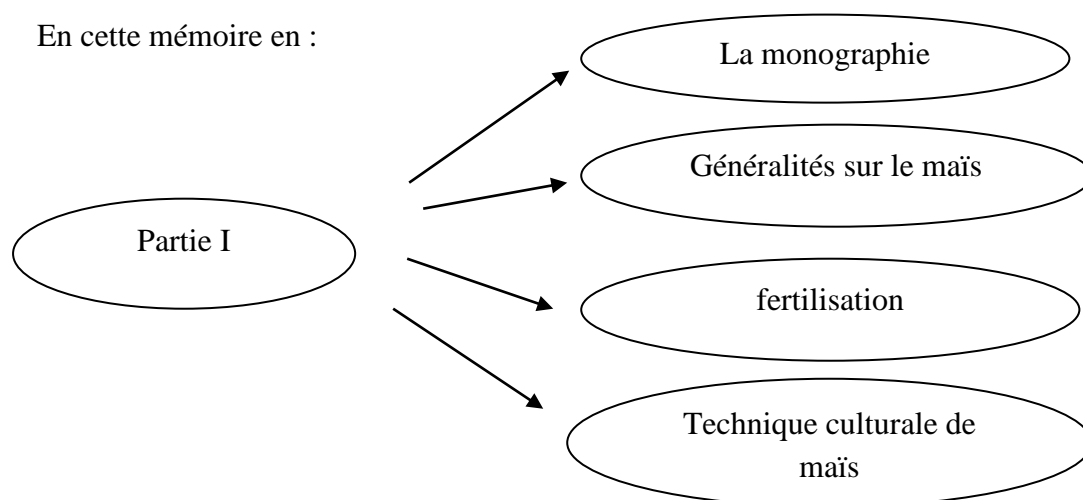 En cette mémoire en :
La monographie
Généralités sur le maïs
Partie I
fertilisation
Technique culturale de
maïs